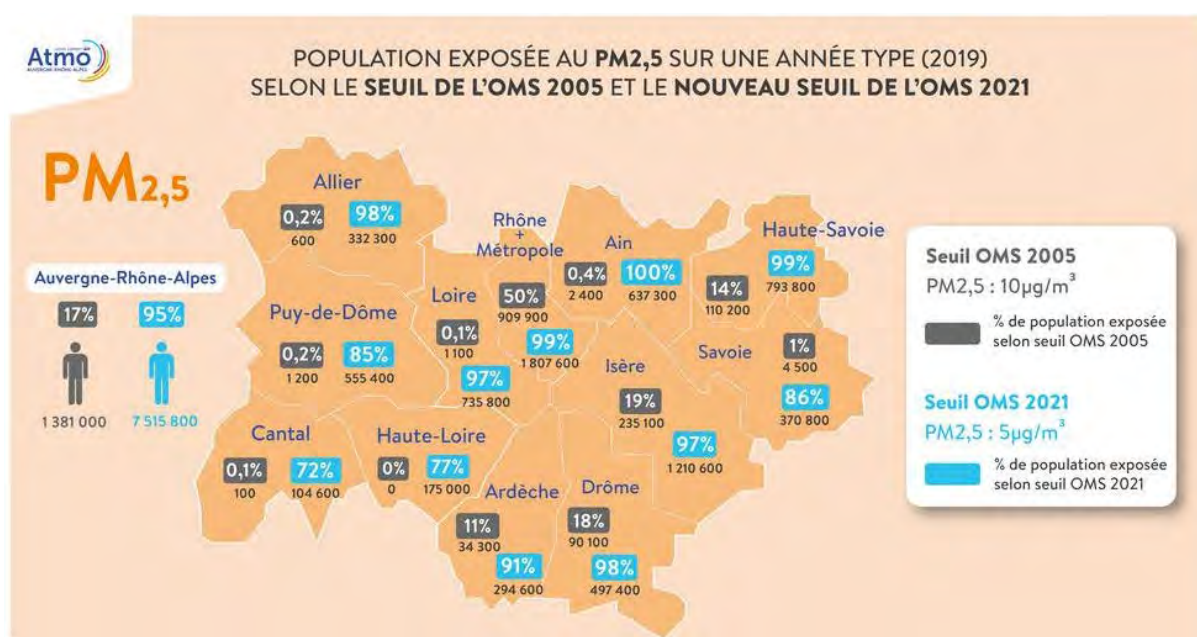 Atmo
AUVERGNE-RHÔNE-ALPES
POPULATION EXPOSÉE AU PM2,5 SUR UNE ANNÉE TYPE (2019)
SELON LE SEUIL DE L'OMS 2005 ET LE NOUVEAU SEUIL DE L'OMS 2021
PM2,5
Auvergne-Rhône-Alpes
17% 95%
1 381 000 7 515 800
Allier
0,2% 98%
600 332 300
Puy-de-Dôme
0,2% 85%
1 200 555 400
Cantal
0,1% 72%
100 104 600
Haute-Loire
0% 77%
0 175 000
Loire
0,1%
1 100
97%
735 800
Rhône
+
Métropole
50%
909 900
99%
1 807 600
Ain
0,4% 100%
2 400 637 300
Haute-Savoie
99%
793 800
14%
110 200
Savoie
1%
4 500
86%
370 800
Isère
19%
235 100
97%
1 210 600
Ardèche
11%
34 300
91%
294 600
Drôme
18%
90 100
98%
497 400
Seuil OMS 2005
PM2,5 : 10µg/m³
% de population exposée
selon seuil OMS 2005
Seuil OMS 2021
PM2,5 : 5µg/m³
% de population exposée
selon seuil OMS 2021